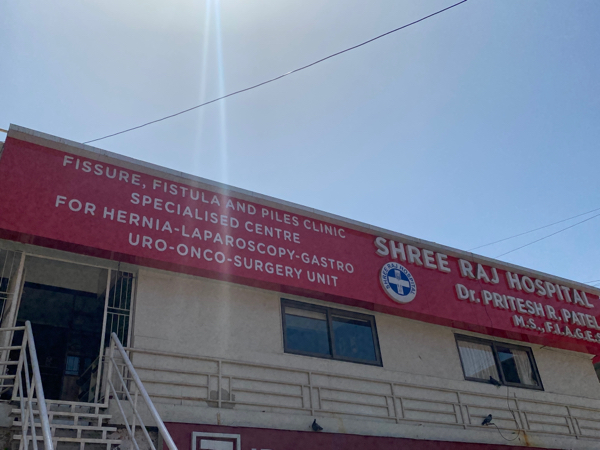 FISSURE, FISTULA AND PILES CLINIC
SPECIALISED CENTRE
FOR HERNIA-LAPAROSCOPY-GASTRO
URO-ONCO-SURGERY UNIT
SHREE RAJ HOSPITAL
Dr. PRITESH R. PATEL
M.S., F.I.A.G.E.S